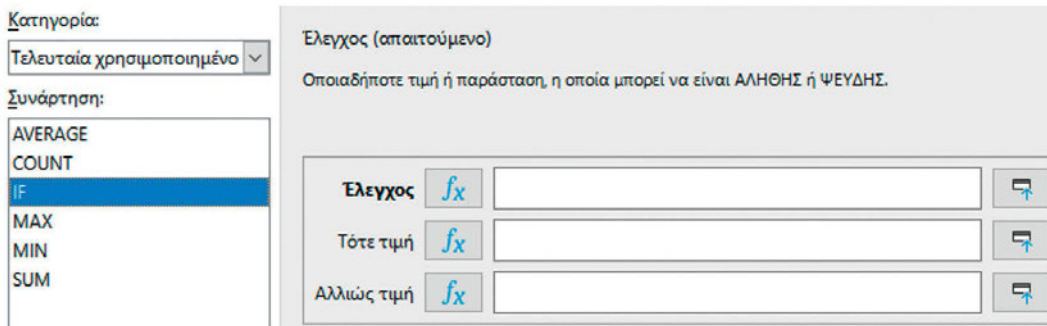 Κατηγορία:
Τελευταία χρησιμοποιημένο
Συνάρτηση:
AVERAGE
COUNT
IF
MAX
MIN
SUM
Έλεγχος (απαιτούμενο)
Οποιαδήποτε τιμή ή παράσταση, η οποία μπορεί να είναι ΑΛΗΘΗΣ ή ΨΕΥΔΗΣ.
Έλεγχος fx
Τότε τιμή fx
Αλλιώς τιμή fx